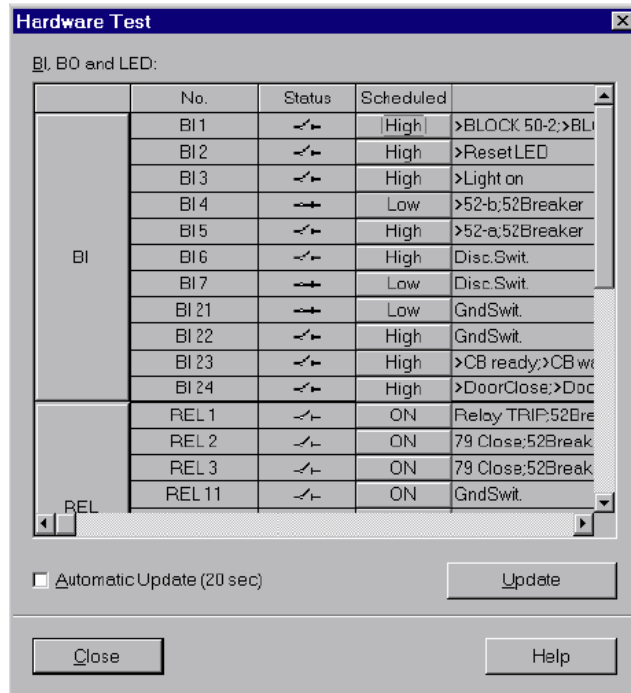 Hardware Test
BI, BO and LED:
No. Status Scheduled
BI 1 High >BLOCK 50-2;>BL
BI 2 High >Reset LED
BI 3 High >Light on
BI 4 Low >52-b;52Breaker
BI 5 High >52-a;52Breaker
BI BI 6 High Disc.Swit.
BI 7 Low Disc.Swit.
BI 21 Low GndSwit.
BI 22 High GndSwit.
BI 23 High >CB ready;>CB wa
BI 24 High >DoorClose;>Doo
REL 1 ON Relay TRIP;52Bre
REL 2 ON 79 Close;52Break
REL 3 ON 79 Close;52Break
REL REL 11 ON GndSwit.
Automatic Update (20 sec) Update
Close Help